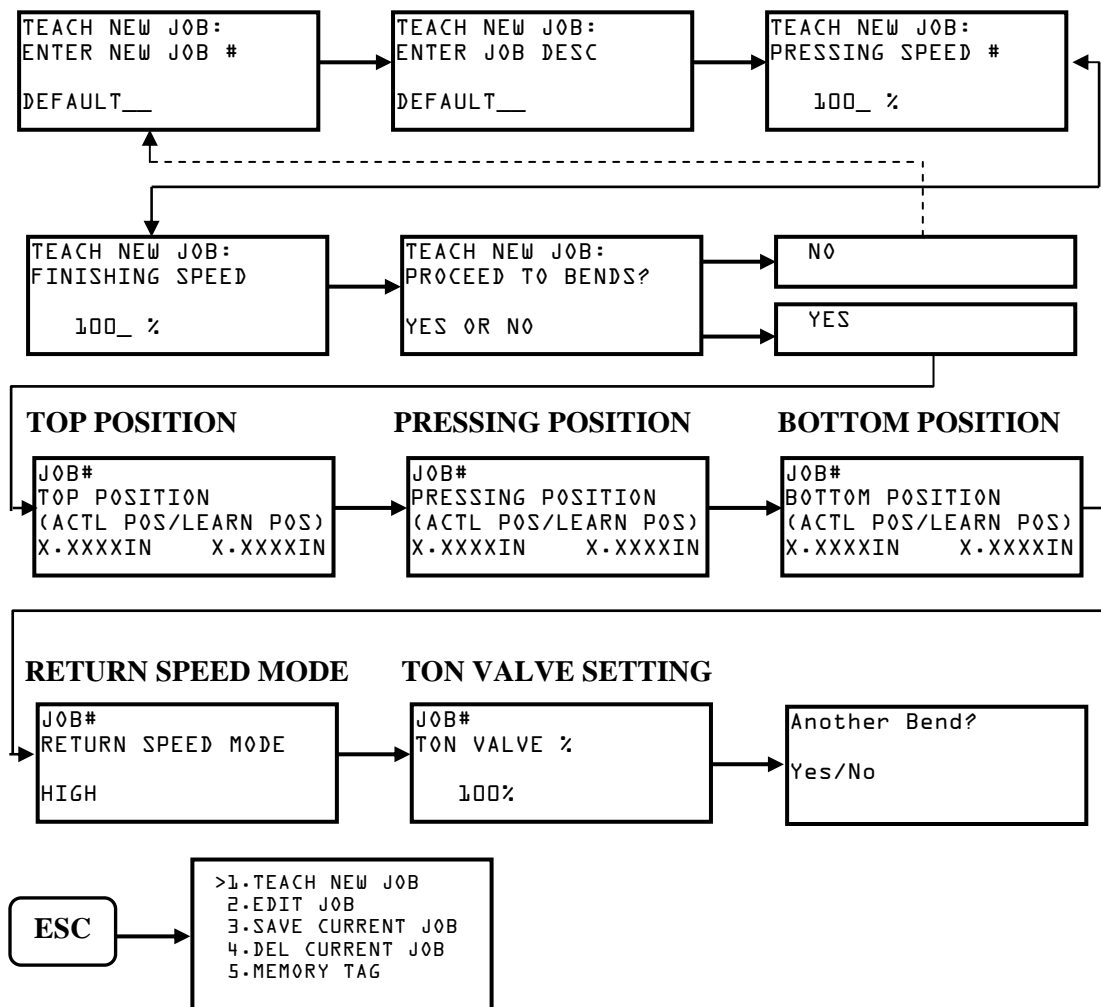 TEACH NEW JOB:
ENTER NEW JOB #
DEFAULT__
TEACH NEW JOB:
ENTER JOB DESC
DEFAULT__
TEACH NEW JOB:
PRESSING SPEED #
100_ %
TEACH NEW JOB:
FINISHING SPEED
100_ %
TEACH NEW JOB:
PROCEED TO BENDS?
YES OR NO
NO
YES
TOP POSITION
JOB#
TOP POSITION
(ACTL POS/LEARN POS)
X.XXXXIN X.XXXXIN
PRESSING POSITION
JOB#
PRESSING POSITION
(ACTL POS/LEARN POS)
X.XXXXIN X.XXXXIN
BOTTOM POSITION
JOB#
BOTTOM POSITION
(ACTL POS/LEARN POS)
X.XXXXIN X.XXXXIN
RETURN SPEED MODE
JOB#
RETURN SPEED MODE
HIGH
TON VALVE SETTING
JOB#
TON VALVE %
100%
Another Bend?
Yes/No
ESC
>1.TEACH NEW JOB
2.EDIT JOB
3.SAVE CURRENT JOB
4.DEL CURRENT JOB
5.MEMORY TAG